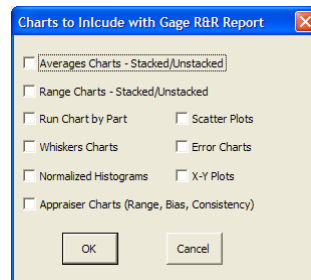 Charts to Inlcude with Gage R&R Report
Averages Charts - Stacked/Unstacked
Range Charts - Stacked/Unstacked
Run Chart by Part
Scatter Plots
Whiskers Charts
Error Charts
Normalized Histograms
X-Y Plots
Appraiser Charts (Range, Bias, Consistency)
OK
Cancel